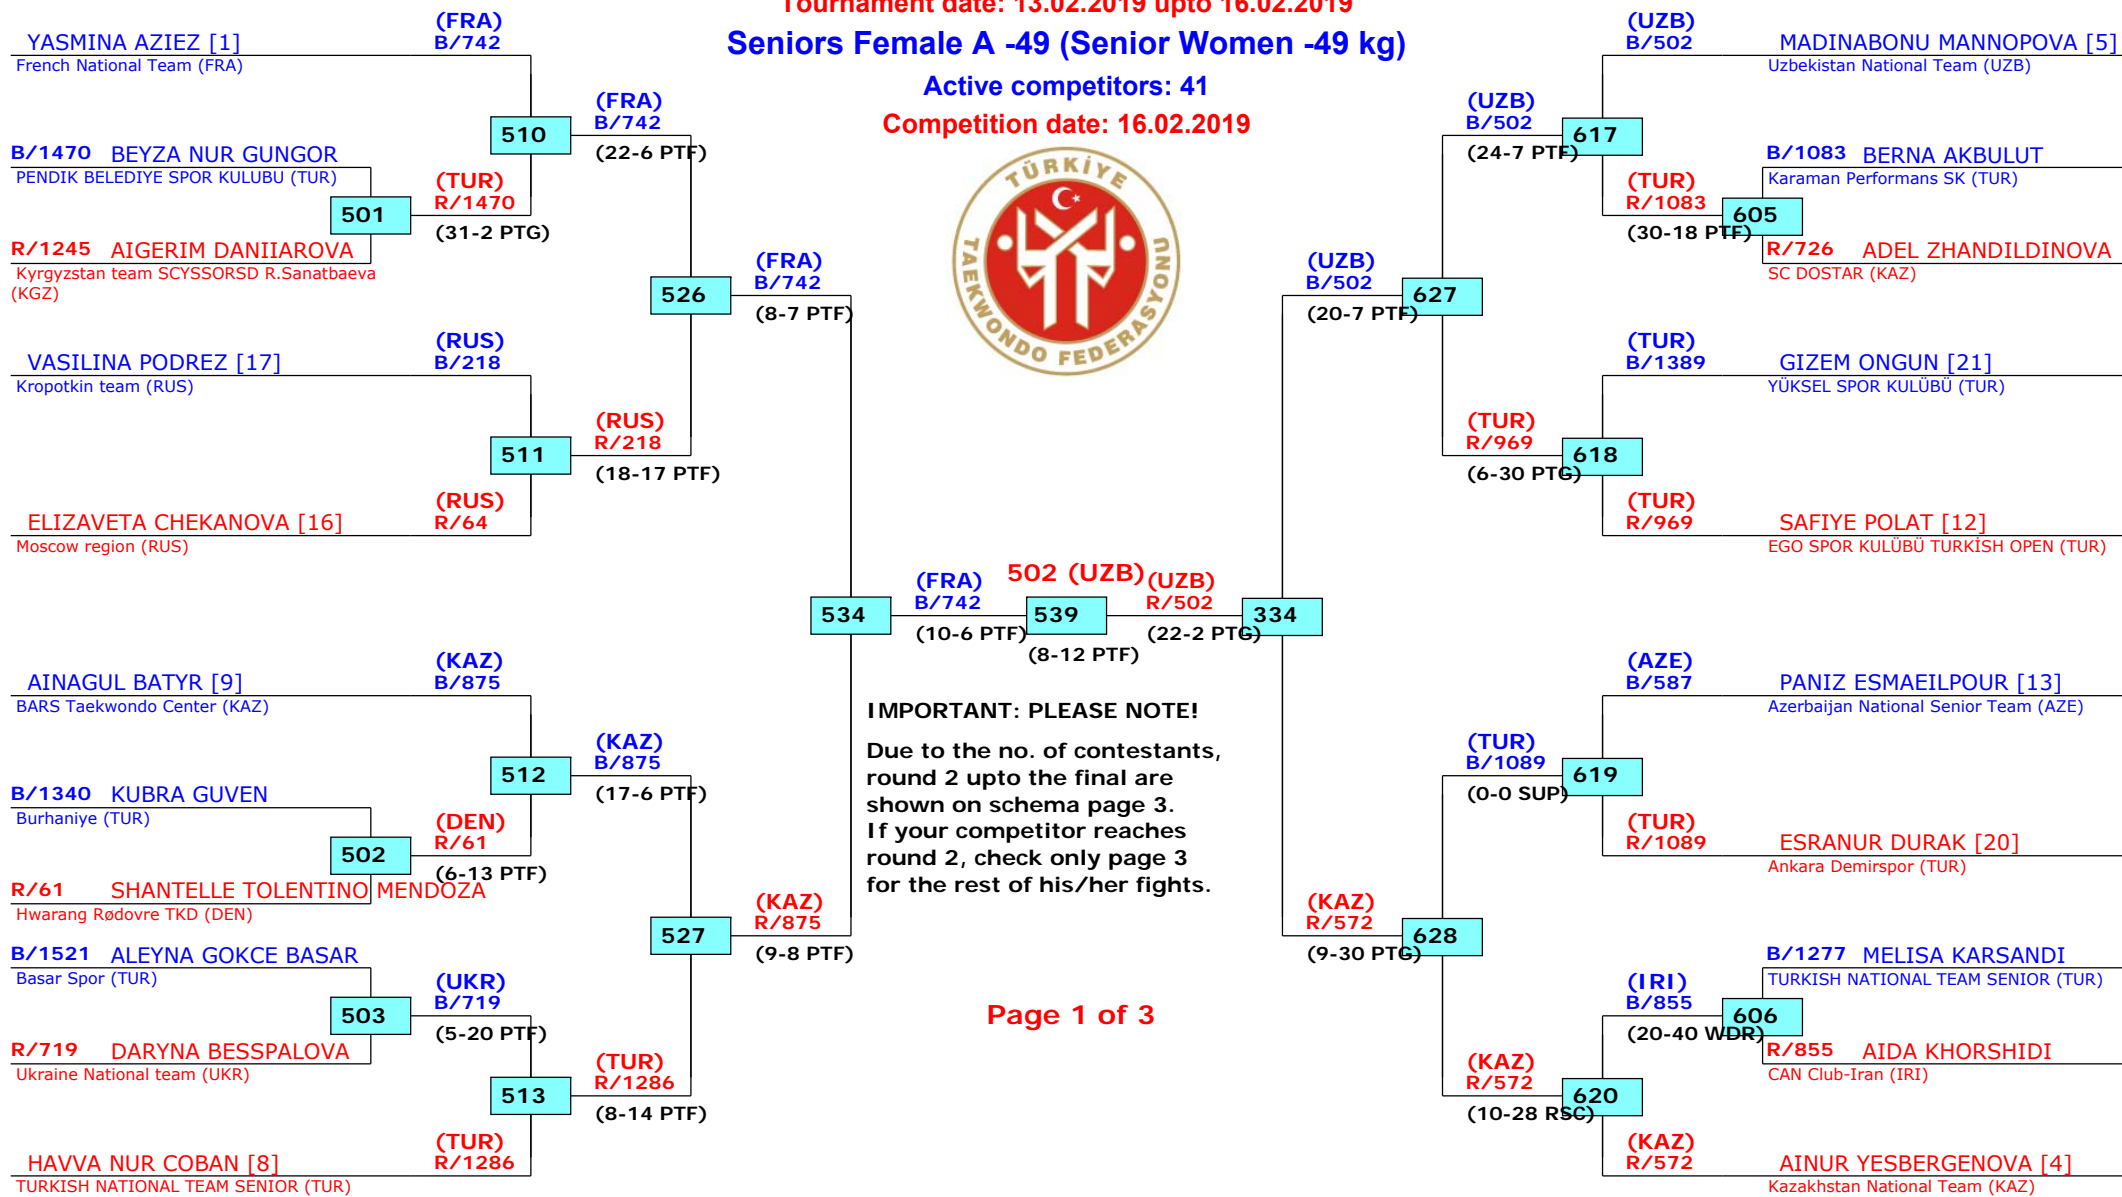 Tournament date: 13.02.2019 upto 16.02.2019
Seniors Female A -49 (Senior Women -49 kg)
Active competitors: 41
Competition date: 16.02.2019
TÜRKİYE
TAEKWONDO FEDERASYONU
YASMINA AZIEZ [1]
French National Team (FRA)
(FRA)
B/742
510
(FRA)
B/742
(22-6 PTF)
B/1470 BEYZA NUR GUNGOR
PENDIK BELEDIYE SPOR KULUBU (TUR)
501
(TUR)
R/1470
(31-2 PTG)
R/1245 AIGERIM DANIIAROVA
Kyrgyzstan team SCYSSORSD R.Sanatbaeva
(KGZ)
526
(FRA)
B/742
(8-7 PTF)
VASILINA PODREZ [17]
Kropotkin team (RUS)
(RUS)
B/218
511
(RUS)
R/218
(18-17 PTF)
ELIZAVETA CHEKANOVA [16]
Moscow region (RUS)
(RUS)
R/64
534
(FRA)
B/742
(10-6 PTF)
502 (UZB)
539
(8-12 PTF)
(UZB)
R/502
(22-2 PTG)
334
AINAGUL BATYR [9]
BARS Taekwondo Center (KAZ)
(KAZ)
B/875
512
(KAZ)
B/875
(17-6 PTF)
B/1340 KUBRA GUVEN
Burhaniye (TUR)
502
(DEN)
R/61
(6-13 PTF)
R/61 SHANTELLE TOLENTINO MENDOZA
Hwarang Rødovre TKD (DEN)
527
(KAZ)
R/875
(9-8 PTF)
B/1521 ALEYNA GOKCE BASAR
Basar Spor (TUR)
503
(UKR)
B/719
(5-20 PTF)
R/719 DARYNA BESSPALOVA
Ukraine National team (UKR)
513
(TUR)
R/1286
(8-14 PTF)
HAVVA NUR COBAN [8]
TURKISH NATIONAL TEAM SENIOR (TUR)
(TUR)
R/1286
IMPORTANT: PLEASE NOTE!
Due to the no. of contestants,
round 2 upto the final are
shown on schema page 3.
If your competitor reaches
round 2, check only page 3
for the rest of his/her fights.
Page 1 of 3
(UZB)
B/502
MADINABONU MANNOPOVA [5]
Uzbekistan National Team (UZB)
(UZB)
B/502
617
(24-7 PTF)
B/1083 BERNA AKBULUT
Karaman Performans SK (TUR)
(TUR)
R/1083
605
(30-18 PTF)
R/726 ADEL ZHANDILDINOVA
SC DOSTAR (KAZ)
(UZB)
B/502
627
(20-7 PTF)
(TUR)
B/1389
GIZEM ONGUN [21]
YÜKSEL SPOR KULÜBÜ (TUR)
(TUR)
R/969
618
(6-30 PTG)
(TUR)
R/969
SAFIYE POLAT [12]
EGO SPOR KULÜBÜ TURKİSH OPEN (TUR)
(AZE)
B/587
PANIZ ESMAEILPOUR [13]
Azerbaijan National Senior Team (AZE)
(TUR)
B/1089
619
(0-0 SUP)
(TUR)
R/1089
ESRANUR DURAK [20]
Ankara Demirspor (TUR)
(KAZ)
R/572
628
(9-30 PTG)
B/1277 MELISA KARSANDI
TURKISH NATIONAL TEAM SENIOR (TUR)
(IRI)
B/855
606
(20-40 WDR)
R/855 AIDA KHORSHIDI
CAN Club-Iran (IRI)
(KAZ)
R/572
620
(10-28 RSC)
(KAZ)
R/572
AINUR YESBERGENOVA [4]
Kazakhstan National Team (KAZ)